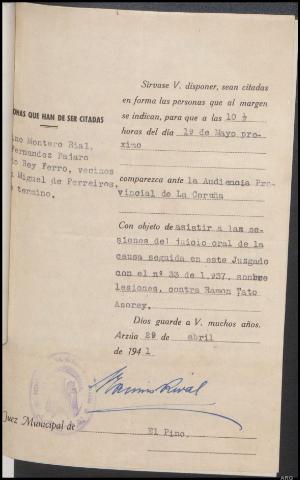 Sírvase V. disponer, sean citadas
en forma las personas que al margen
se indican, para que a las 10 ½
horas del día 19 de Mayo pro-
ximo
comparezca ante la Audiencia Pro-
vincial de La Coruña
Con objeto de asistir a las se-
siones del juicio oral de la
causa seguida en este Juzgado
con el nº 33 de 1.937, sonbre
lesiones, contra Ramon Tato
Asorey.
Dios guarde a V. muchos años.
Arzúa 29 de abril
de 1941
ONAS QUE HAN DE SER CITADAS
no Montero Rial,
Fernandez Pajaro
do Rey Ferro, vecinos
Miguel de Ferreiros,
termino.
Juez Municipal de
El Pino.
ARG